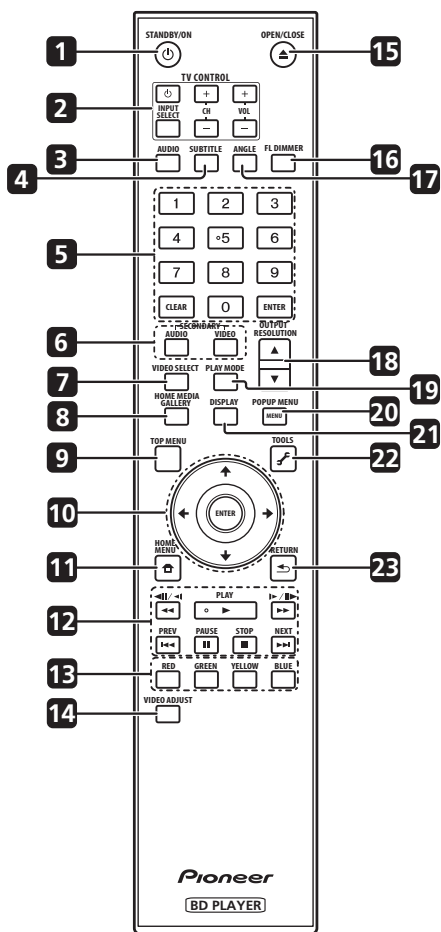 STANDBY/ON
OPEN/CLOSE
1
15
TV CONTROL
2
+
+
INPUT
SELECT
CH
VOL
–
–
3
AUDIO
SUBTITLE
ANGLE
FL DIMMER
16
4
17
1
2
3
5
4
5
6
7
8
9
CLEAR
0
ENTER
SECONDARY
OUTPUT
RESOLUTION
6
AUDIO
VIDEO
18
7
VIDEO SELECT
PLAY MODE
19
8
HOME MEDIA
GALLERY
DISPLAY
POPUP MENU
MENU
20
21
9
TOP MENU
TOOLS
22
10
ENTER
11
HOME
MENU
RETURN
23
12
PLAY
PREV
PAUSE
STOP
NEXT
13
RED
GREEN
YELLOW
BLUE
14
VIDEO ADJUST
Pioneer
BD PLAYER